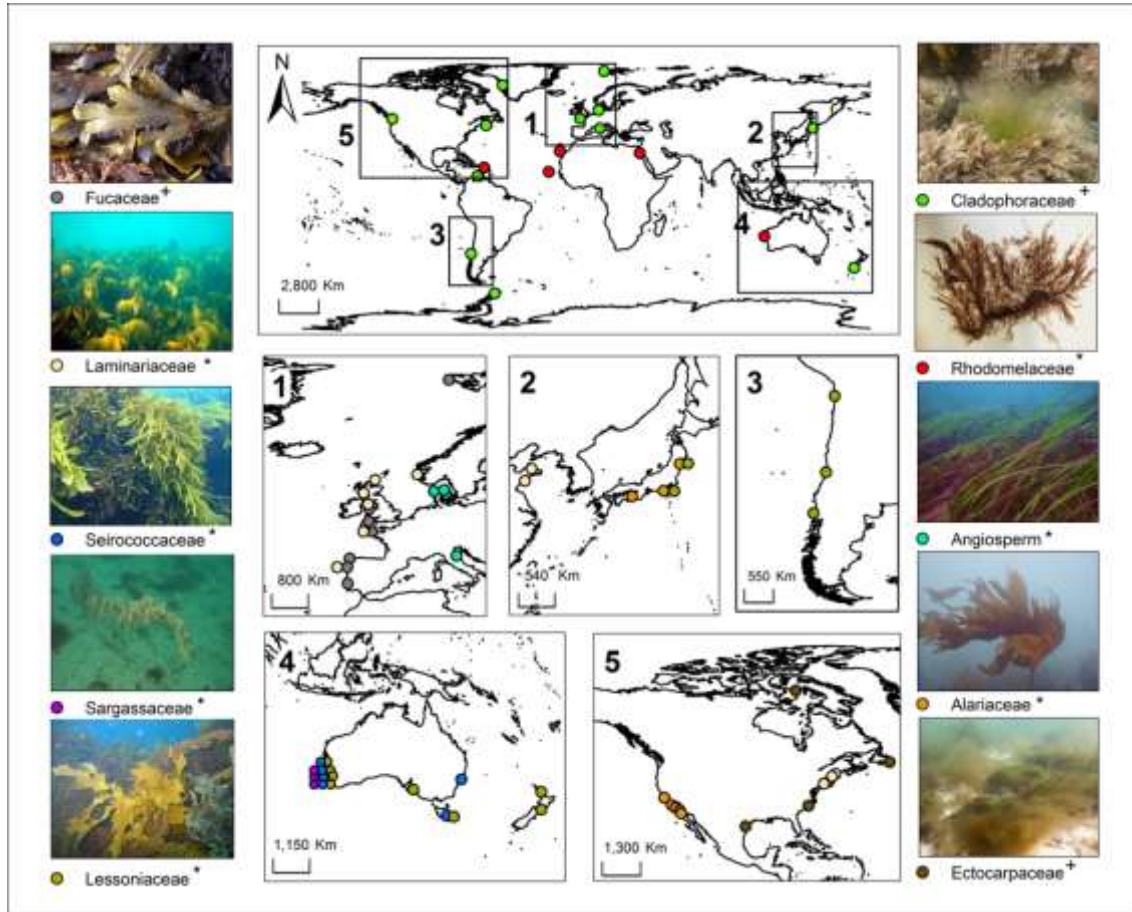 N
1
2
3
4
5
2,800 Km
Fucaceae +
Laminariaceae *
Seirococcaceae *
Sargassaceae *
Lessoniaceae *
1
800 Km
2
540 Km
3
550 Km
4
1,150 Km
5
1,300 Km
Cladophoraceae +
Rhodomelaceae *
Angiosperm *
Alariaceae *
Ectocarpaceae +